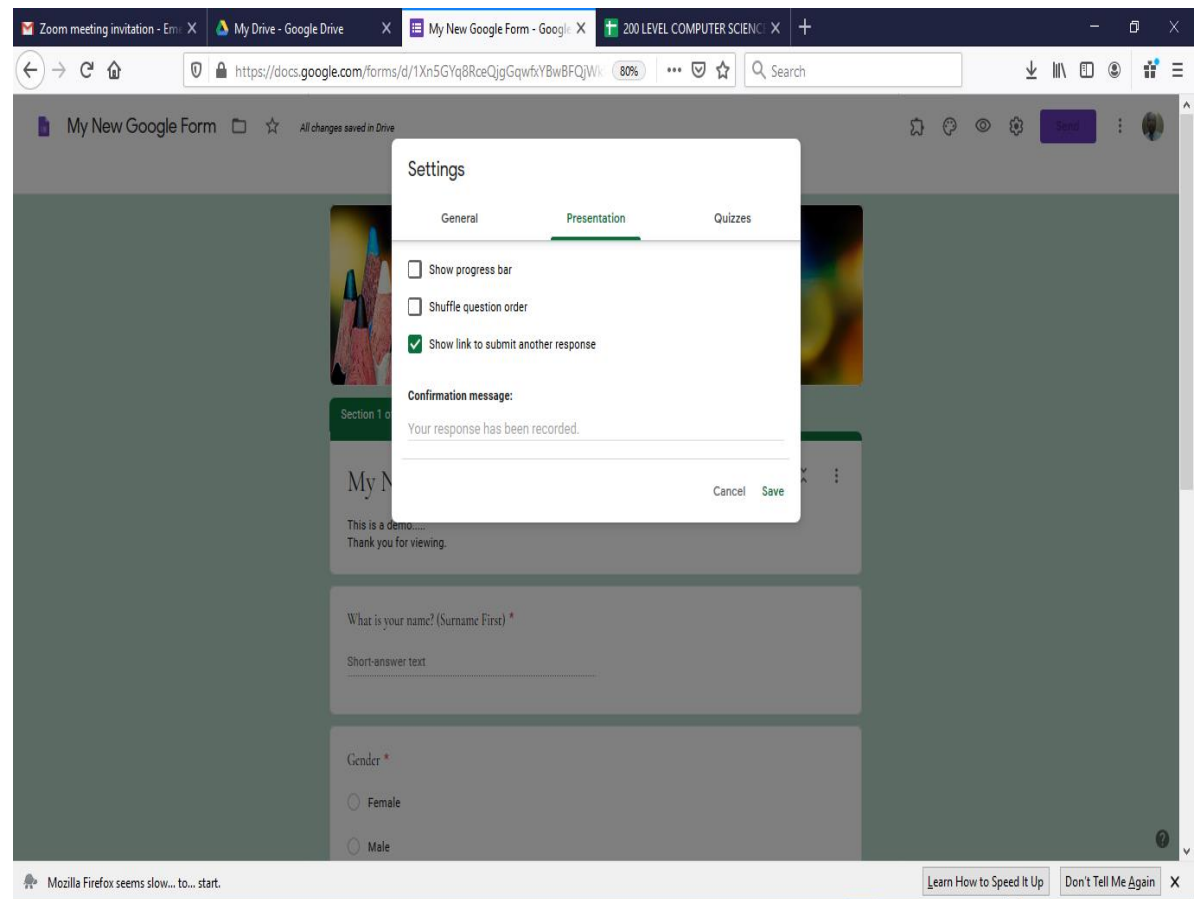 Zoom meeting invitation - Eme
My Drive - Google Drive
My New Google Form - Google
200 LEVEL COMPUTER SCIENCE
https://docs.google.com/forms/d/1Xn5GYq8RceQjgGqwfxYBwBFQjWk
80%
Search
My New Google Form
All changes saved in Drive
Send
Settings
General
Presentation
Quizzes
Show progress bar
Shuffle question order
Show link to submit another response
Confirmation message:
Your response has been recorded.
Cancel
Save
Section 1 o
My N
This is a demo.....
Thank you for viewing.
What is your name? (Surname First) *
Short-answer text
Gender *
Female
Male
Mozilla Firefox seems slow... to... start.
Learn How to Speed It Up
Don't Tell Me Again